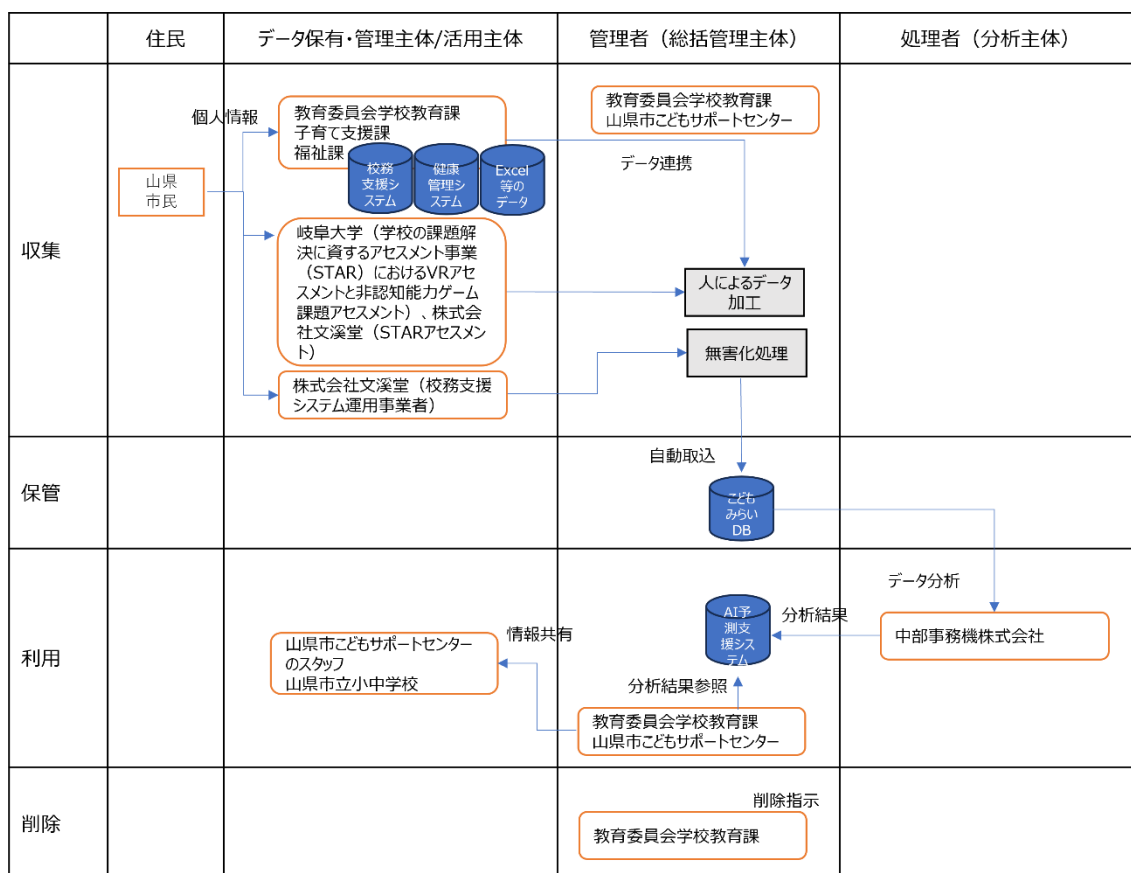 住民
データ保有・管理主体/活用主体
管理者（総括管理主体）
処理者（分析主体）
収集
個人情報
山県
市民
教育委員会学校教育課
子育て支援課
福祉課
校務
支援シ
ステム
健康
管理シ
ステム
Excel
等の
データ
岐阜大学（学校の課題解
決に資するアセスメント事業
（STAR）におけるVRアセ
スメントと非認知能力ゲーム
課題アセスメント）、株式会
社文溪堂（STARアセスメン
ト）
株式会社文溪堂（校務支援
システム運用事業者）
教育委員会学校教育課
山県市こどもサポートセンター
データ連携
人によるデータ
加工
無害化処理
保管
自動取込
こども
みらい
DB
利用
データ分析
中部事務機株式会社
分析結果
AI予
測支
援シス
テム
分析結果参照
教育委員会学校教育課
山県市こどもサポートセンター
情報共有
山県市こどもサポートセンター
のスタッフ
山県市立小中学校
削除
削除指示
教育委員会学校教育課